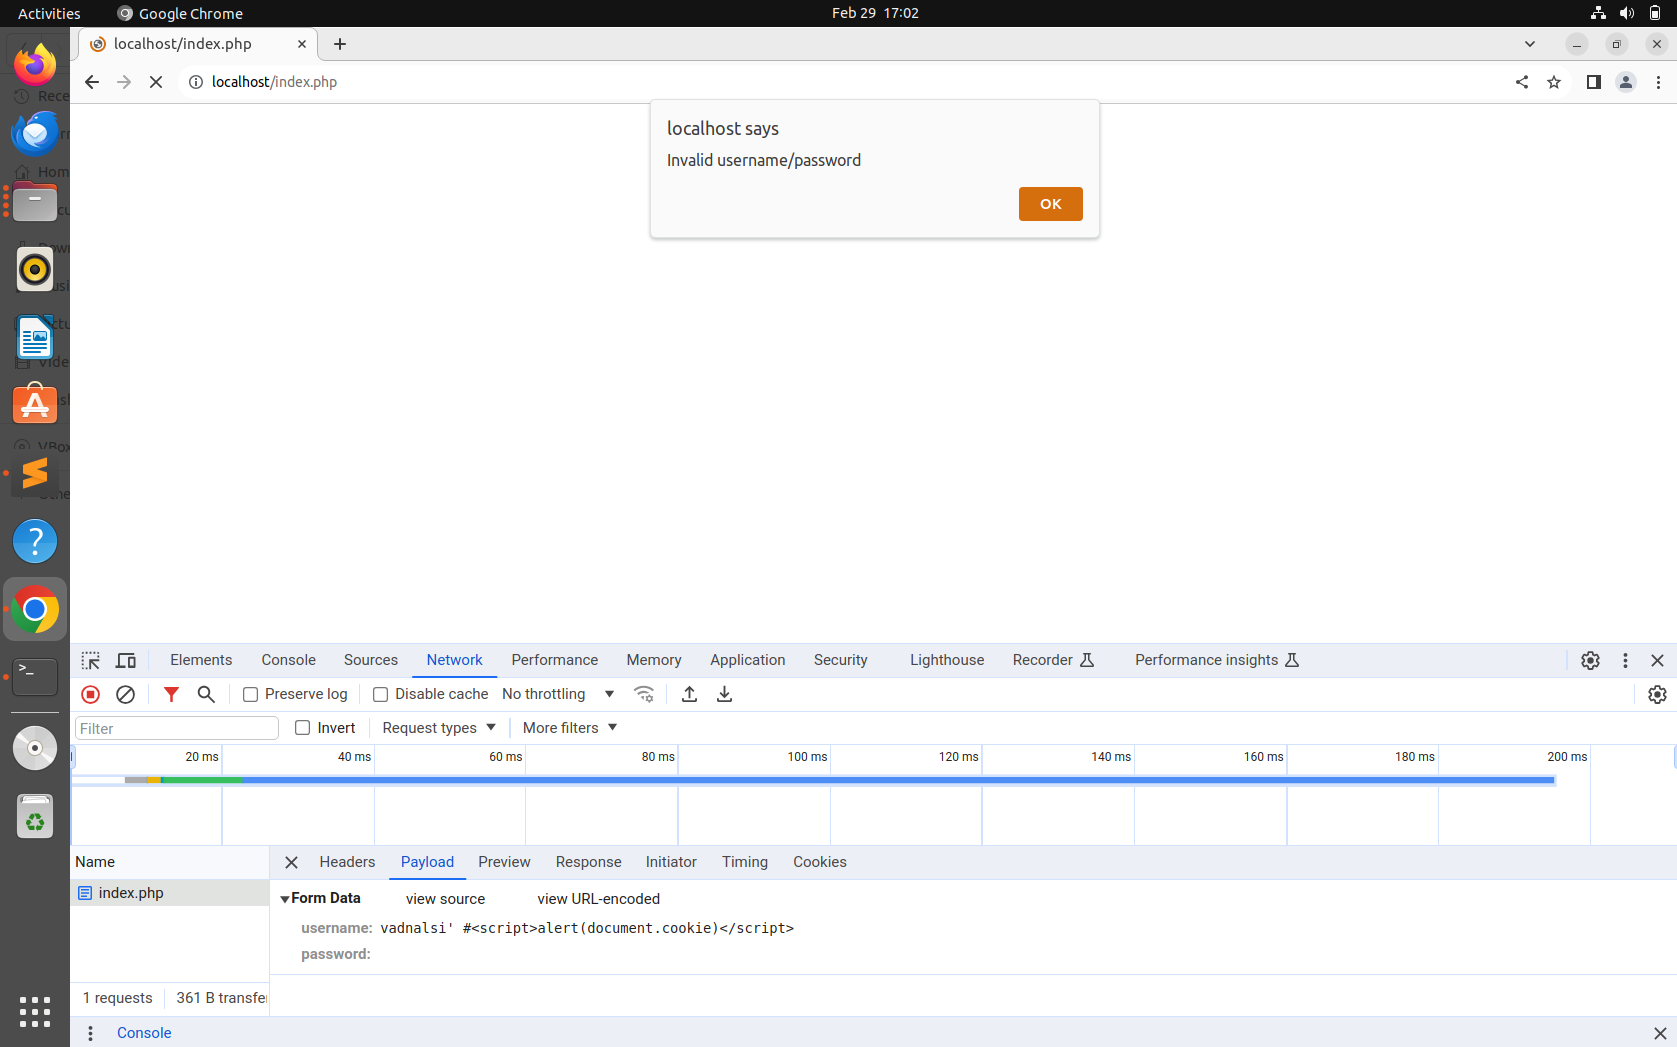 Activities Google Chrome Feb 29 17:02
localhost/index.php
localhost/index.php
Rece
Hom
VBox
localhost says
Invalid username/password
OK
Elements Console Sources Network Performance Memory Application Security Lighthouse Recorder Performance insights
Preserve log Disable cache No throttling
Filter Invert Request types More filters
20 ms 40 ms 60 ms 80 ms 100 ms 120 ms 140 ms 160 ms 180 ms 200 ms
Name Headers Payload Preview Response Initiator Timing Cookies
index.php
Form Data view source view URL-encoded
username: vadnalsi' #<script>alert(document.cookie)</script>
password:
1 requests 361 B transfe
Console